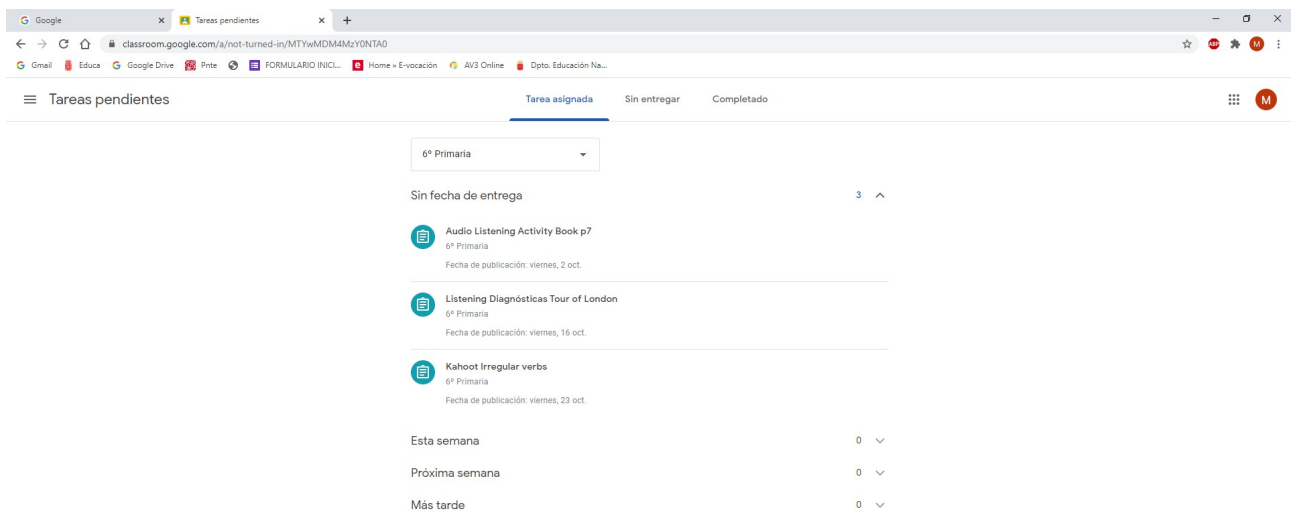 Google
Tareas pendientes
classroom.google.com/a/not-turned-in/MTYwMDM4MzY0NTA0
ABP
M
Gmail Educa Google Drive Pnte FORMULARIO INICI... Home » E-vocación AV3 Online Dpto. Educación Na...
Tareas pendientes
Tarea asignada Sin entregar Completado
M
6º Primaria
Sin fecha de entrega 3
Audio Listening Activity Book p7
6º Primaria
Fecha de publicación: viernes, 2 oct.
Listening Diagnósticas Tour of London
6º Primaria
Fecha de publicación: viernes, 16 oct.
Kahoot Irregular verbs
6º Primaria
Fecha de publicación: viernes, 23 oct.
Esta semana 0
Próxima semana 0
Más tarde 0